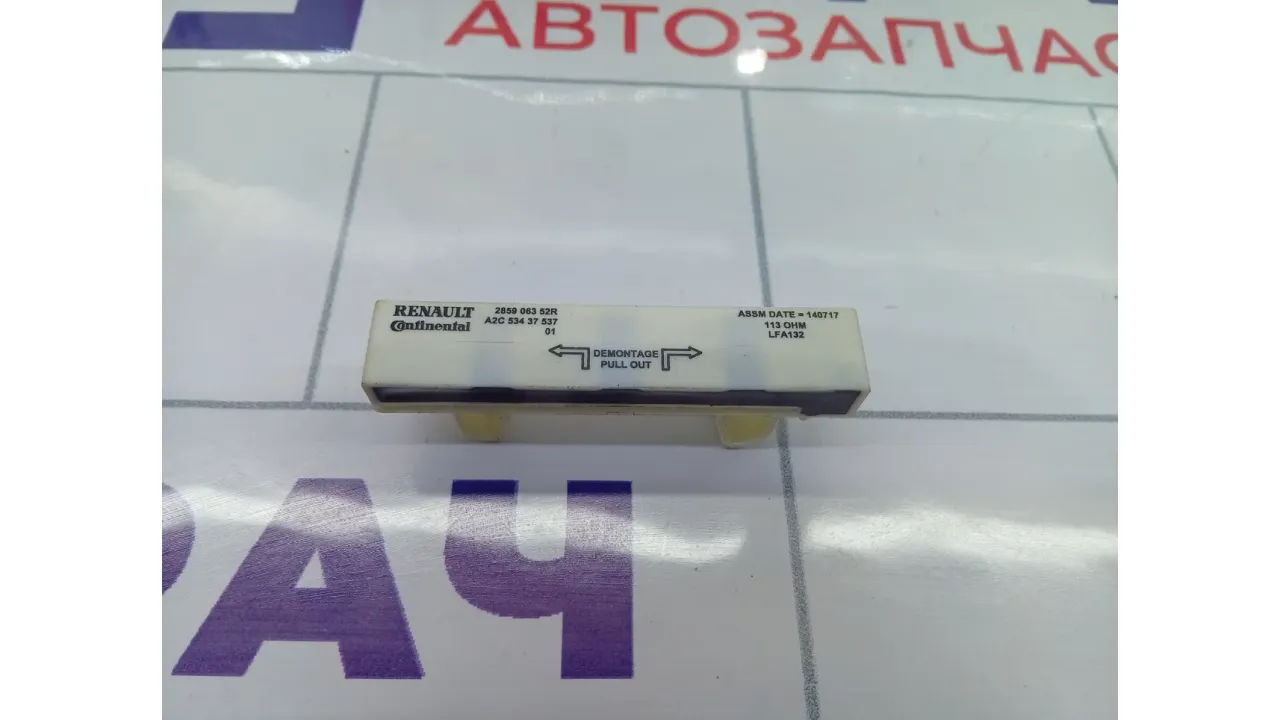 АВТОЗАПЧАС
RENAULT
Continental
2859 063 52R
A2C 534 37 537
01
ASSM DATE = 140717
113 OHM
LFA132
DEMONTAGE
PULL OUT
РАЧ